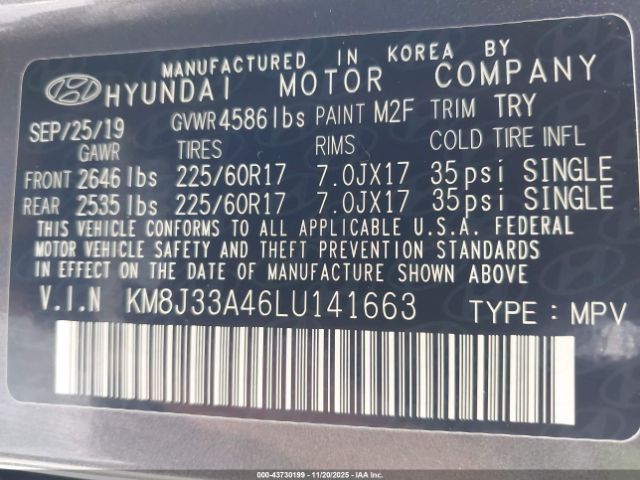 MANUFACTURED IN KOREA BY
HYUNDAI MOTOR COMPANY
SEP/25/19 GVWR 4586 lbs PAINT M2F TRIM TRY
GAWR TIRES RIMS COLD TIRE INFL
FRONT 2646 lbs 225/60R17 7.0JX17 35psi SINGLE
REAR 2535 lbs 225/60R17 7.0JX17 35psi SINGLE
THIS VEHICLE CONFORMS TO ALL APPLICABLE U.S.A. FEDERAL
MOTOR VEHICLE SAFETY AND THEFT PREVENTION STANDARDS
IN EFFECT ON THE DATE OF MANUFACTURE SHOWN ABOVE
V.I.N KM8J33A46LU141663 TYPE : MPV
000-43730199 | 11/20/2025 - IAAHC